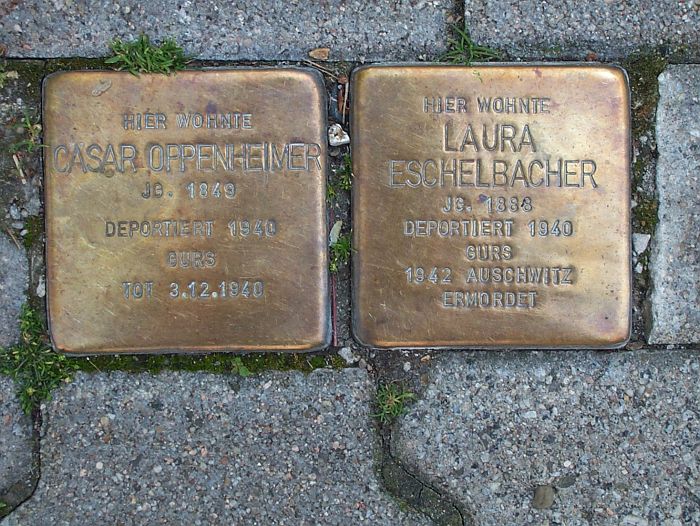 HIER WOHNTE
CÄSAR OPPENHEIMER
JG. 1849
DEPORTIERT 1940
GURS
TOT 3.12.1940
HIER WOHNTE
LAURA
ESCHELBACHER
JG. 1888
DEPORTIERT 1940
GURS
1942 AUSCHWITZ
ERMORDET